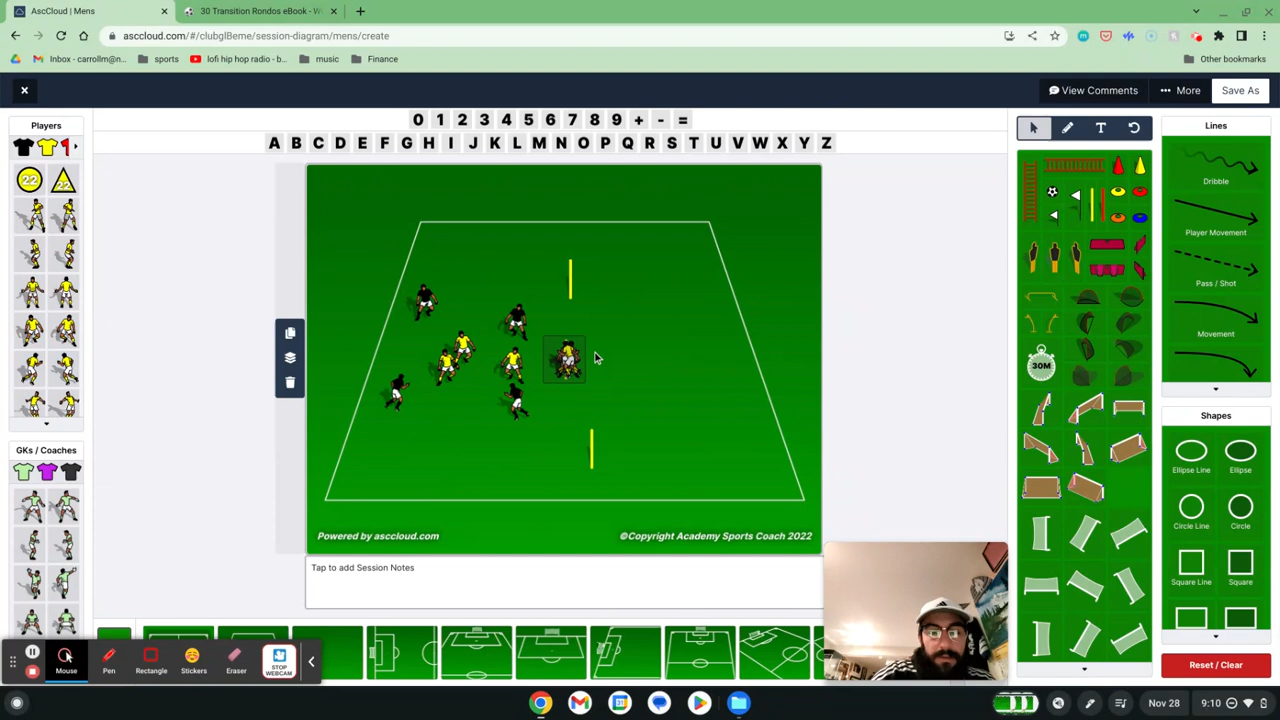 AscCloud | Mens
30 Transition Rondos eBook - W
asccloud.com/#/clubglBeme/session-diagram/mens/create
Inbox - carrollm@n...
sports
lofi hip hop radio - b...
music
Finance
Other bookmarks
View Comments
More
Save As
Players
0 1 2 3 4 5 6 7 8 9 + - =
A B C D E F G H I J K L M N O P Q R S T U V W X Y Z
T
Lines
22
22
Dribble
Player Movement
Pass / Shot
Movement
30M
Shapes
GKs / Coaches
Ellipse Line
Ellipse
Circle Line
Circle
Square Line
Square
Powered by asccloud.com
©Copyright Academy Sports Coach 2022
Tap to add Session Notes
Mouse
Pen
Rectangle
Stickers
Eraser
STOP
WEBCAM
Reset / Clear
Nov 28
9:10